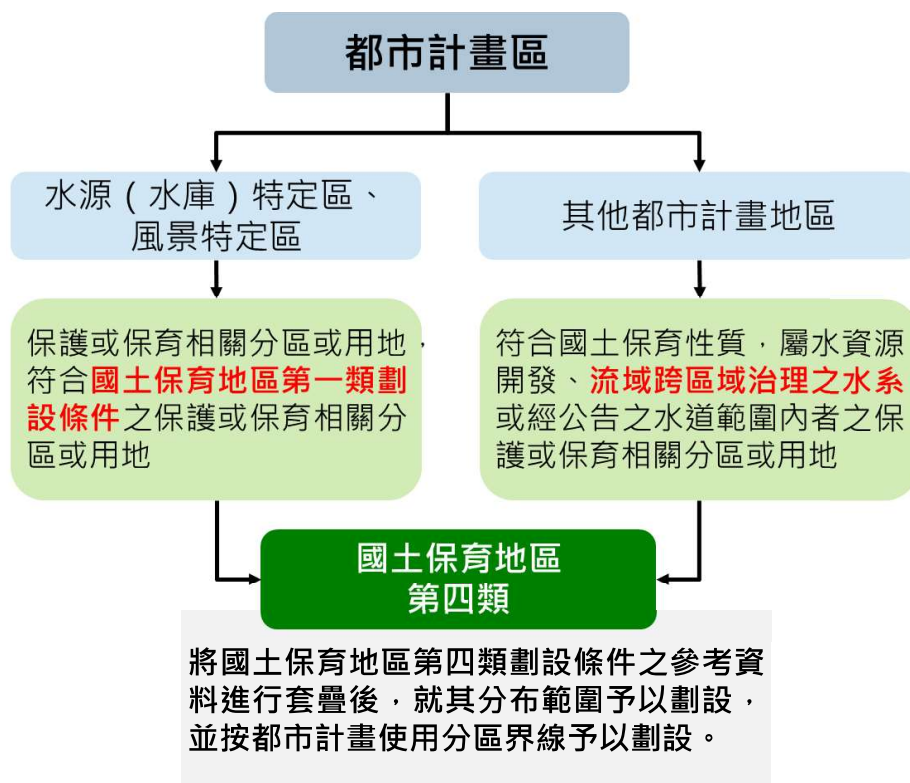 都市計畫區
水源（水庫）特定區、
風景特定區
其他都市計畫地區
保護或保育相關分區或用地，
符合國土保育地區第一類劃
設條件之保護或保育相關分
區或用地
符合國土保育性質，屬水資源
開發、流域跨區域治理之水系
或經公告之水道範圍內者之保
護或保育相關分區或用地
國土保育地區
第四類
將國土保育地區第四類劃設條件之參考資
料進行套疊後，就其分布範圍予以劃設，
並按都市計畫使用分區界線予以劃設。